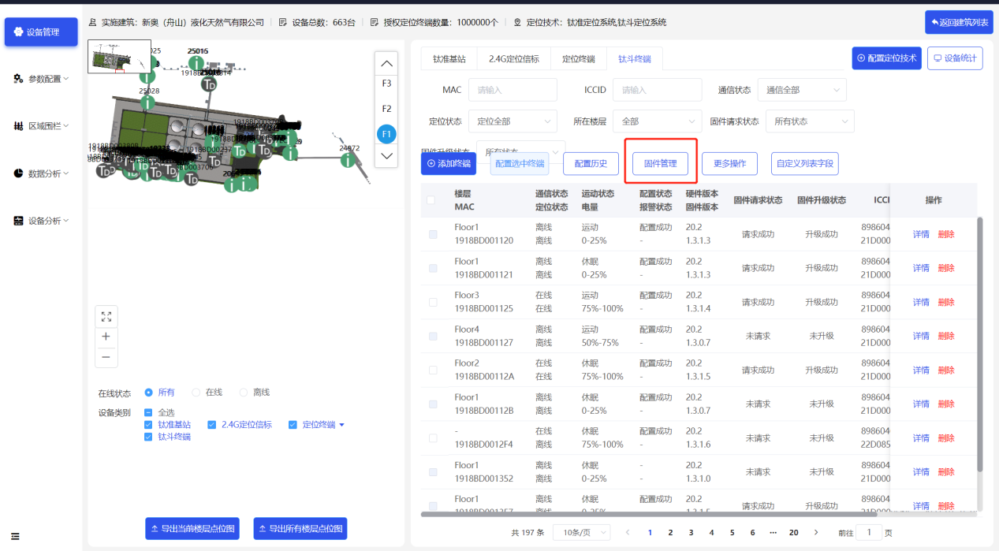 设备管理
参数配置
区域围栏
数据分析
设备分析
实施建筑：新奥（舟山）液化天然气有限公司
设备总数：663台
授权定位终端数量：1000000个
定位技术：钛准定位系统,钛斗定位系统
返回建筑列表
25015
25028
24972
F3
F2
F1
在线状态 所有 在线 离线
设备类别 全选
钛准基站 2.4G定位信标 定位终端
钛斗终端
导出当前楼层点位图 导出所有楼层点位图
钛准基站 2.4G定位信标 定位终端 钛斗终端
配置定位技术 设备统计
MAC 请输入 ICCID 请输入 通信状态 通信全部
定位状态 定位全部 所在楼层 全部 固件请求状态 所有状态
固件升级状态 所有状态
添加终端 配置选中终端 配置历史 固件管理 更多操作 自定义列表字段
楼层 通信状态 运动状态 配置状态 硬件版本 固件请求状态 固件升级状态 ICCI 操作
MAC 定位状态 电量 报警状态 固件版本
Floor1 离线 运动 配置成功 20.2 请求成功 升级成功 898604 详情 删除
1918BD001120 离线 0-25% - 1.3.1.3 21D000
Floor1 离线 休眠 配置成功 20.2 请求成功 升级成功 898604 详情 删除
1918BD001121 离线 0-25% - 1.3.1.3 21D000
Floor3 在线 运动 配置成功 20.2 请求成功 升级成功 898604 详情 删除
1918BD001125 在线 75%-100% - 1.3.1.4 21D000
Floor4 离线 运动 配置成功 20.2 未请求 未升级 898604 详情 删除
1918BD001127 离线 50%-75% - 1.3.0.7 21D000
Floor2 在线 休眠 配置成功 20.2 请求成功 升级成功 898604 详情 删除
1918BD00112A 在线 75%-100% - 1.3.1.5 21D000
Floor1 离线 休眠 配置成功 20.2 未请求 未升级 898604 详情 删除
1918BD00112B 离线 0-25% - 1.3.0.7 21D000
- 在线 休眠 配置成功 20.2 未请求 未升级 898604 详情 删除
1918BD0012F4 离线 75%-100% - 1.3.1.6 22D085
Floor1 离线 休眠 - 20.2 未请求 未升级 898604 详情 删除
1918BD001352 离线 0-25% - 1.3.1.0 21D000
Floor1 离线 休眠 配置成功 20.2 请求成功 升级成功 898604 详情 删除
共 197 条 10条/页 1 2 3 4 5 6 ··· 20 前往 1 页